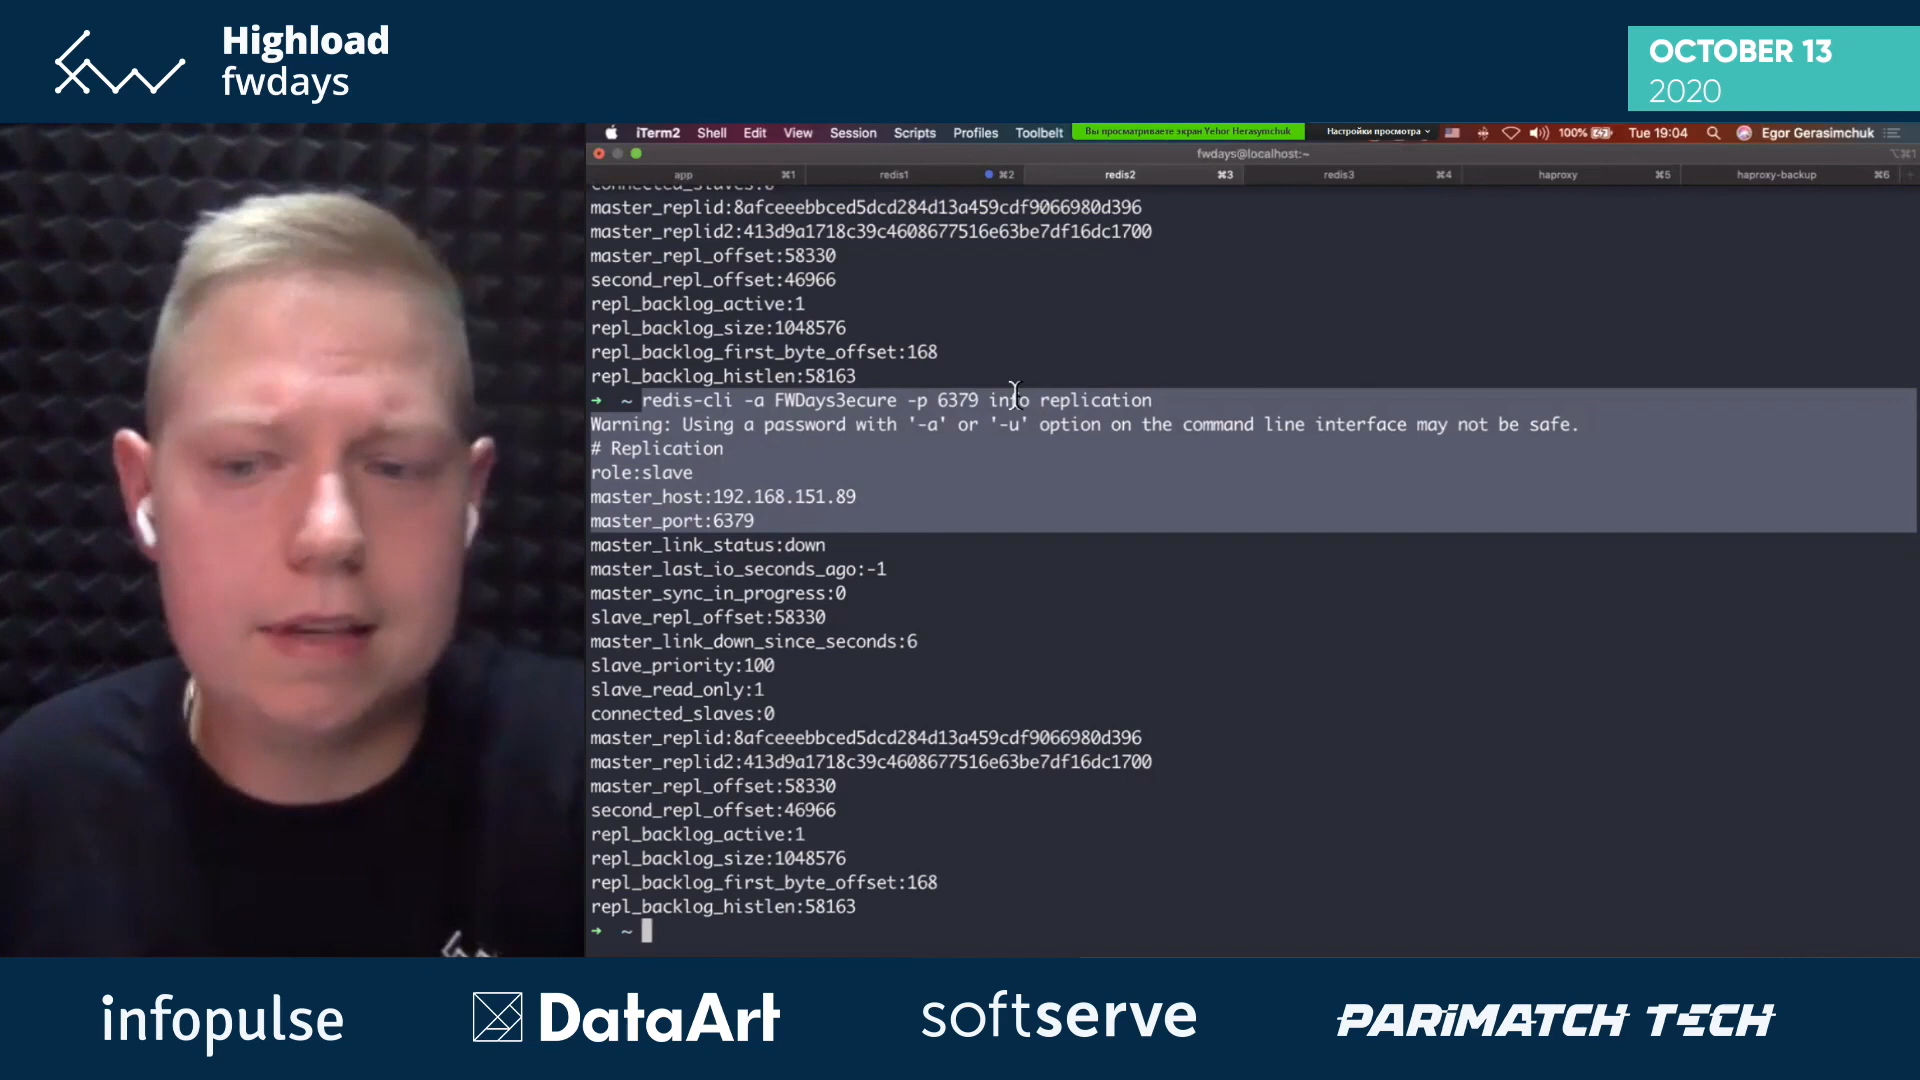 Highload
fwdays
OCTOBER 13
2020
iTerm2 Shell Edit View Session Scripts Profiles Toolbelt Вы просматриваете экран Yehor Herasymchuk Настройки просмотра 100% Tue 19:04 Egor Gerasimchuk
fwdays@localhost:~ ⌥⌘1
app ⌘1 redis1 ⌘2 redis2 ⌘3 redis3 ⌘4 haproxy ⌘5 haproxy-backup ⌘6
connected_slaves:0
master_replid:8afceeebbced5dcd284d13a459cdf9066980d396
master_replid2:413d9a1718c39c4608677516e63be7df16dc1700
master_repl_offset:58330
second_repl_offset:46966
repl_backlog_active:1
repl_backlog_size:1048576
repl_backlog_first_byte_offset:168
repl_backlog_histlen:58163
→ ~ redis-cli -a FWDays3ecure -p 6379 info replication
Warning: Using a password with '-a' or '-u' option on the command line interface may not be safe.
# Replication
role:slave
master_host:192.168.151.89
master_port:6379
master_link_status:down
master_last_io_seconds_ago:-1
master_sync_in_progress:0
slave_repl_offset:58330
master_link_down_since_seconds:6
slave_priority:100
slave_read_only:1
connected_slaves:0
master_replid:8afceeebbced5dcd284d13a459cdf9066980d396
master_replid2:413d9a1718c39c4608677516e63be7df16dc1700
master_repl_offset:58330
second_repl_offset:46966
repl_backlog_active:1
repl_backlog_size:1048576
repl_backlog_first_byte_offset:168
repl_backlog_histlen:58163
→ ~
infopulse DataArt softserve PARIMATCH TECH